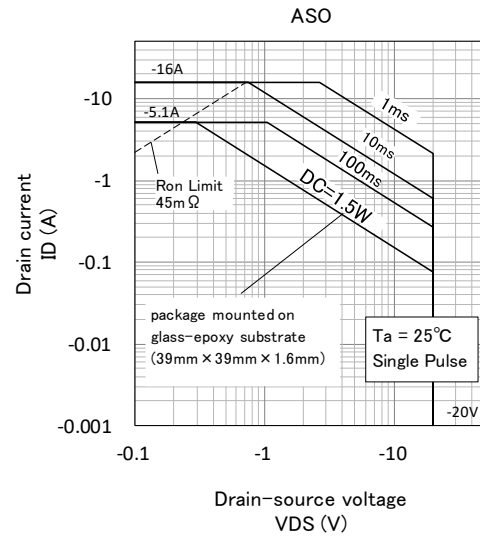 ASO
-16A
-5.1A
-10
-1
-0.1
-0.01
-0.001
1ms
10ms
100ms
DC=1.5W
Ron Limit
45mΩ
Drain current
ID (A)
package mounted on
glass-epoxy substrate
(39mm×39mm×1.6mm)
Ta = 25℃
Single Pulse
-20V
-0.1
-1
-10
Drain-source voltage
VDS (V)